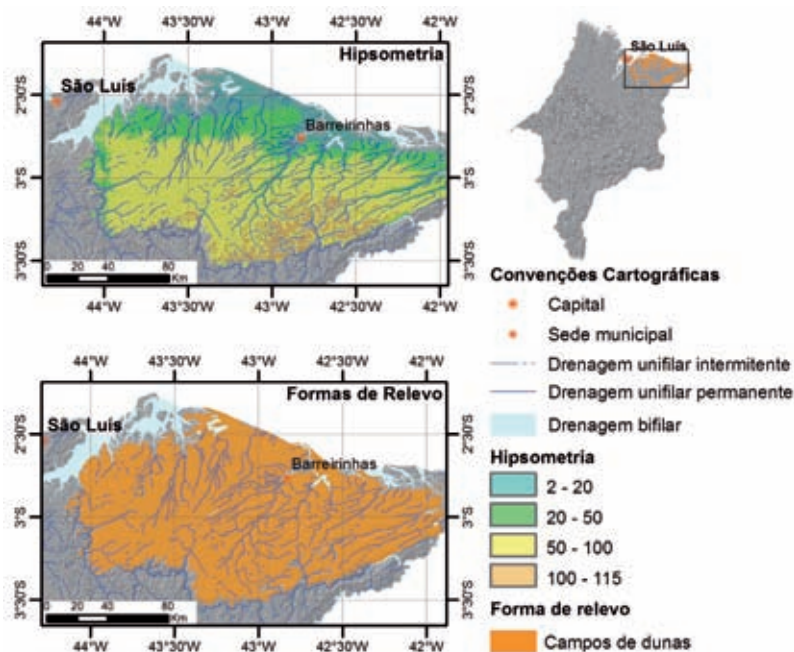 44°W 43°30'W 43°W 42°30'W 42°W
Hipsometria
São Luís
Barreirinhas
2°30'S 2°30'S
3°S 3°S
3°30'S 3°30'S
0 20 40 80
Km
44°W 43°30'W 43°W 42°30'W 42°W
44°W 43°30'W 43°W 42°30'W 42°W
Formas de Relevo
São Luís
Barreirinhas
2°30'S 2°30'S
3°S 3°S
3°30'S 3°30'S
0 20 40 80
Km
44°W 43°30'W 43°W 42°30'W 42°W
São Luís
Convenções Cartográficas
Capital
Sede municipal
Drenagem unifilar intermitente
Drenagem unifilar permanente
Drenagem bifilar
Hipsometria
2 - 20
20 - 50
50 - 100
100 - 115
Forma de relevo
Campos de dunas